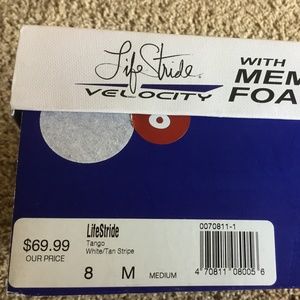 LifeStride.
VELOCITY
WITH
MEM
FOA
LifeStride
Tango
White/Tan Stripe
$69.99
OUR PRICE
8 M MEDIUM
0070811-1
4 70811 08005 6